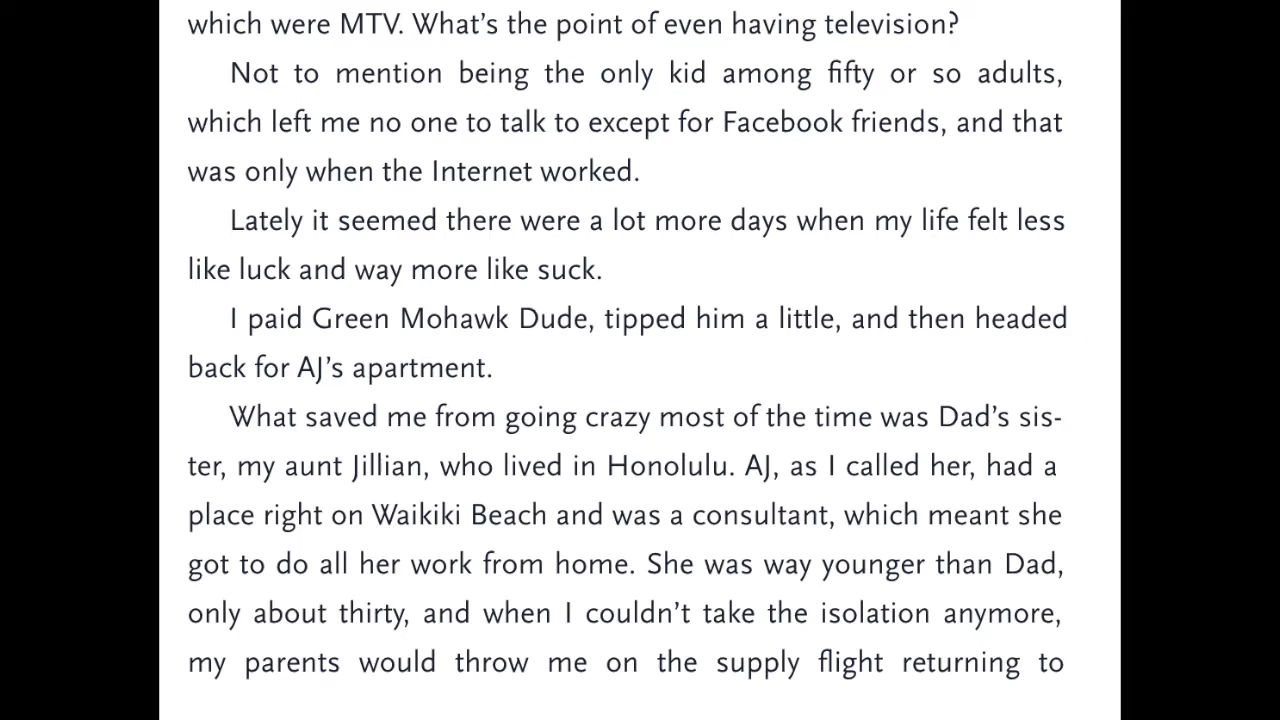 which were MTV. What’s the point of even having television?
Not to mention being the only kid among fifty or so adults,
which left me no one to talk to except for Facebook friends, and that
was only when the Internet worked.
Lately it seemed there were a lot more days when my life felt less
like luck and way more like suck.
I paid Green Mohawk Dude, tipped him a little, and then headed
back for AJ’s apartment.
What saved me from going crazy most of the time was Dad’s sis-
ter, my aunt Jillian, who lived in Honolulu. AJ, as I called her, had a
place right on Waikiki Beach and was a consultant, which meant she
got to do all her work from home. She was way younger than Dad,
only about thirty, and when I couldn’t take the isolation anymore,
my parents would throw me on the supply flight returning to